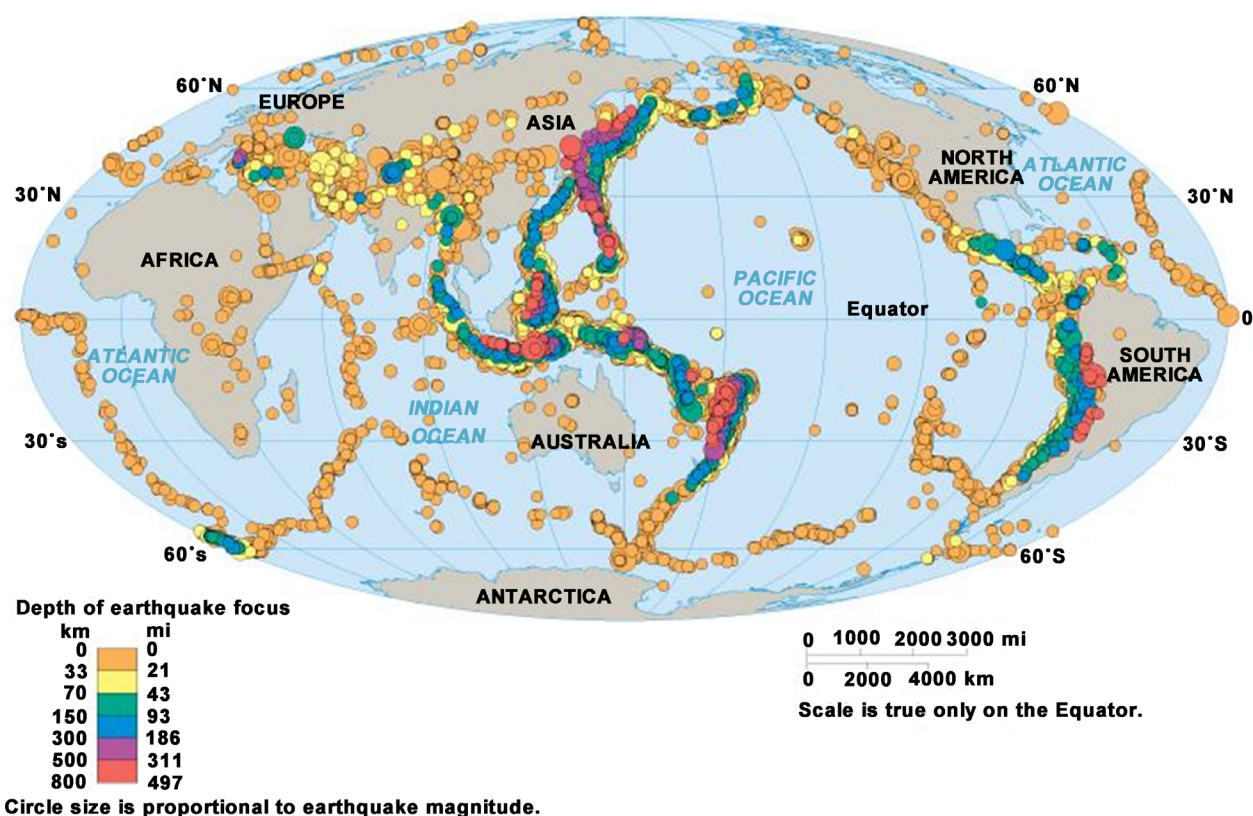 60˚N
60˚N
EUROPE
ASIA
NORTH
AMERICA
ATLANTIC
OCEAN
30˚N
30˚N
AFRICA
PACIFIC
OCEAN
Equator
0
ATLANTIC
OCEAN
SOUTH
AMERICA
INDIAN
OCEAN
AUSTRALIA
30˚s
30˚S
60˚s
60˚S
ANTARCTICA
Depth of earthquake focus
km mi
0 0
33 21
70 43
150 93
300 186
500 311
800 497
Circle size is proportional to earthquake magnitude.
0 1000 2000 3000 mi
0 2000 4000 km
Scale is true only on the Equator.